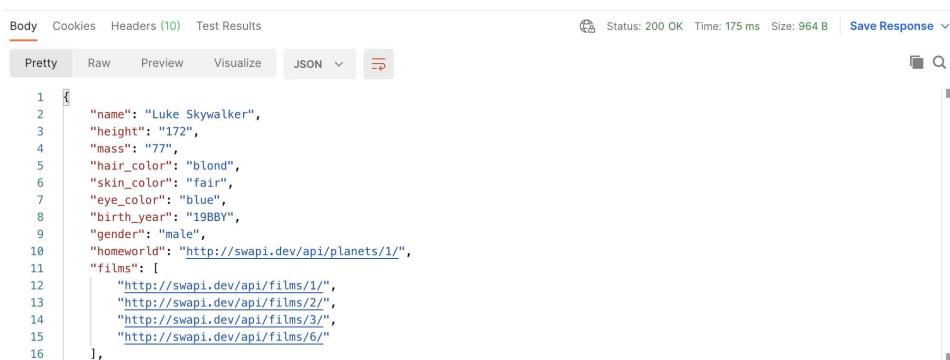 Body Cookies Headers (10) Test Results Status: 200 OK Time: 175 ms Size: 964 B Save Response
Pretty Raw Preview Visualize JSON
1 {
2 "name": "Luke Skywalker",
3 "height": "172",
4 "mass": "77",
5 "hair_color": "blond",
6 "skin_color": "fair",
7 "eye_color": "blue",
8 "birth_year": "19BBY",
9 "gender": "male",
10 "homeworld": "http://swapi.dev/api/planets/1/",
11 "films": [
12 "http://swapi.dev/api/films/1/",
13 "http://swapi.dev/api/films/2/",
14 "http://swapi.dev/api/films/3/",
15 "http://swapi.dev/api/films/6/"
16 ],